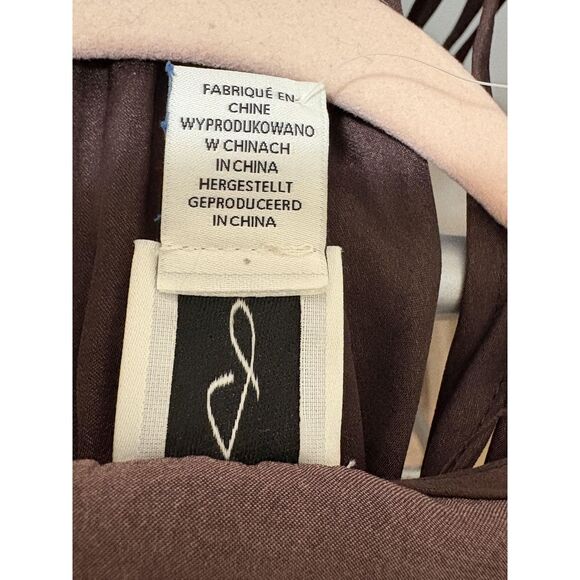 FABRIQUÉ EN
CHINE
WYPRODUKOWANO
W CHINACH
IN CHINA
HERGESTELLT
GEPRODUCEERD
IN CHINA